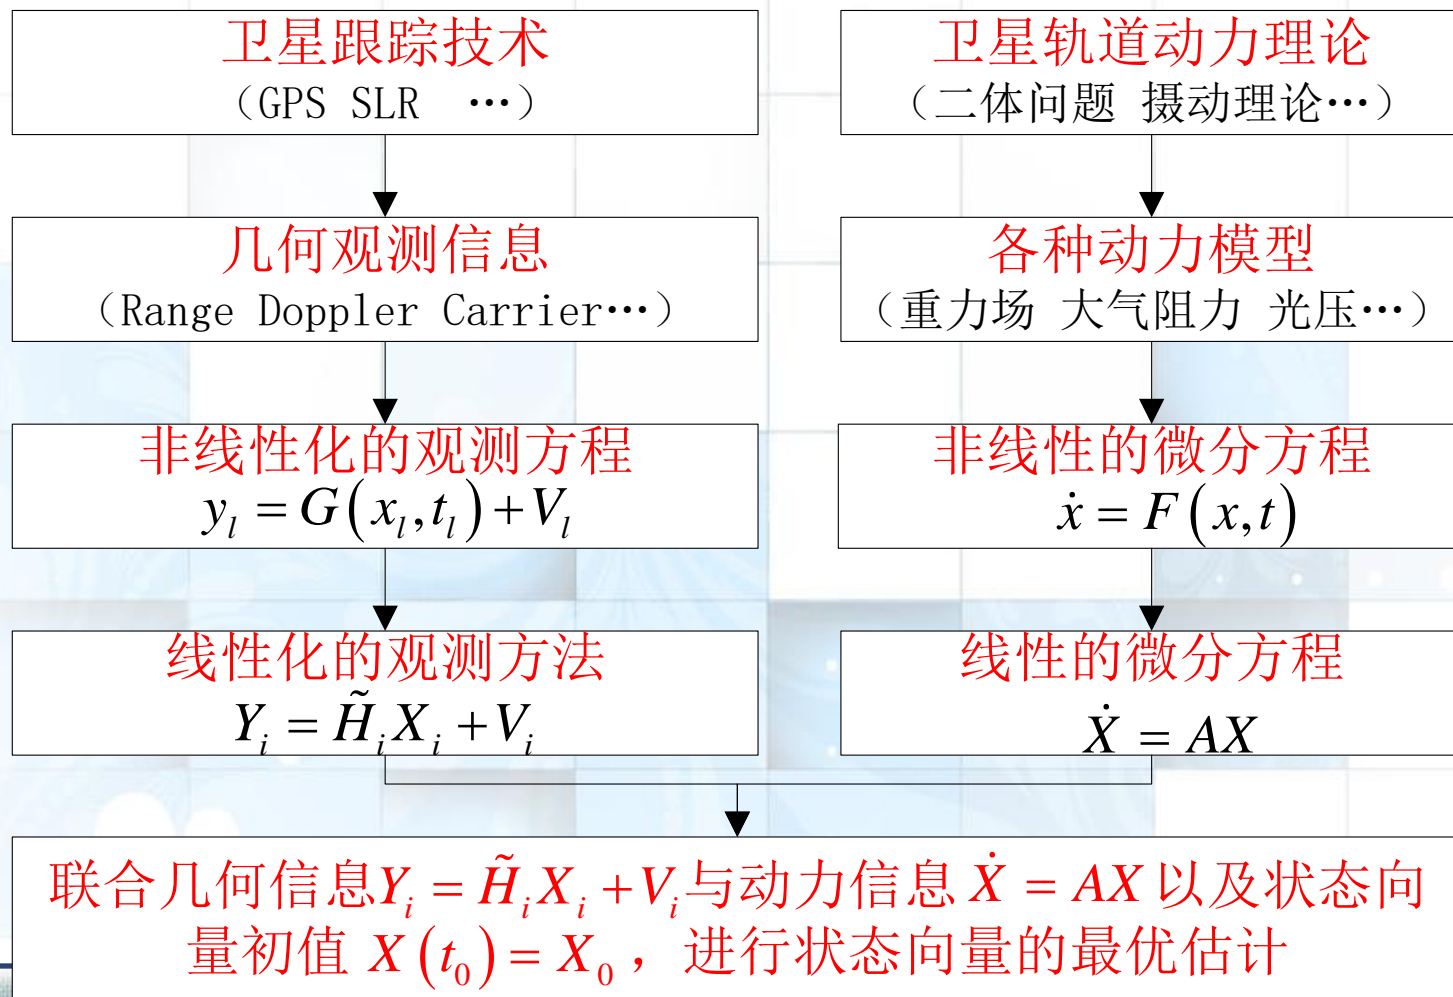 卫星跟踪技术
（GPS SLR …）
几何观测信息
（Range Doppler Carrier…）
非线性化的观测方程
y_l = G(x_l, t_l) + V_l
线性化的观测方法
Y_i = H̃_i X_i + V_i
卫星轨道动力理论
（二体问题 摄动理论…）
各种动力模型
（重力场 大气阻力 光压…）
非线性的微分方程
ẋ = F(x, t)
线性的微分方程
Ẋ = AX
联合几何信息Y_i = H̃_i X_i + V_i与动力信息Ẋ = AX以及状态向
量初值 X(t_0) = X_0 ，进行状态向量的最优估计